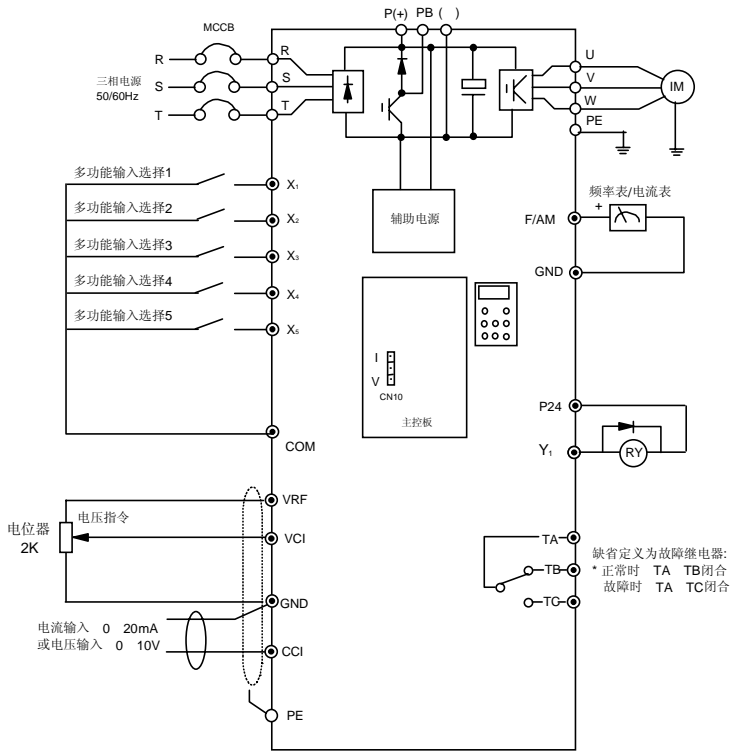 P(+) PB ( )
MCCB
R R
三相电源 S S
50/60Hz
T T
U
V
W
IM
PE
多功能输入选择1 X₁
多功能输入选择2 X₂
多功能输入选择3 X₃
多功能输入选择4 X₄
多功能输入选择5 X₅
COM
辅助电源
频率表/电流表
+
F/AM
GND
I
V
CN10
主控板
P24
Y₁ RY
VRF
电位器 电压指令
2K
VCI
GND
电流输入 0 20mA
或电压输入 0 10V
CCI
PE
TA
TB
TC
缺省定义为故障继电器:
* 正常时 TA TB闭合
故障时 TA TC闭合